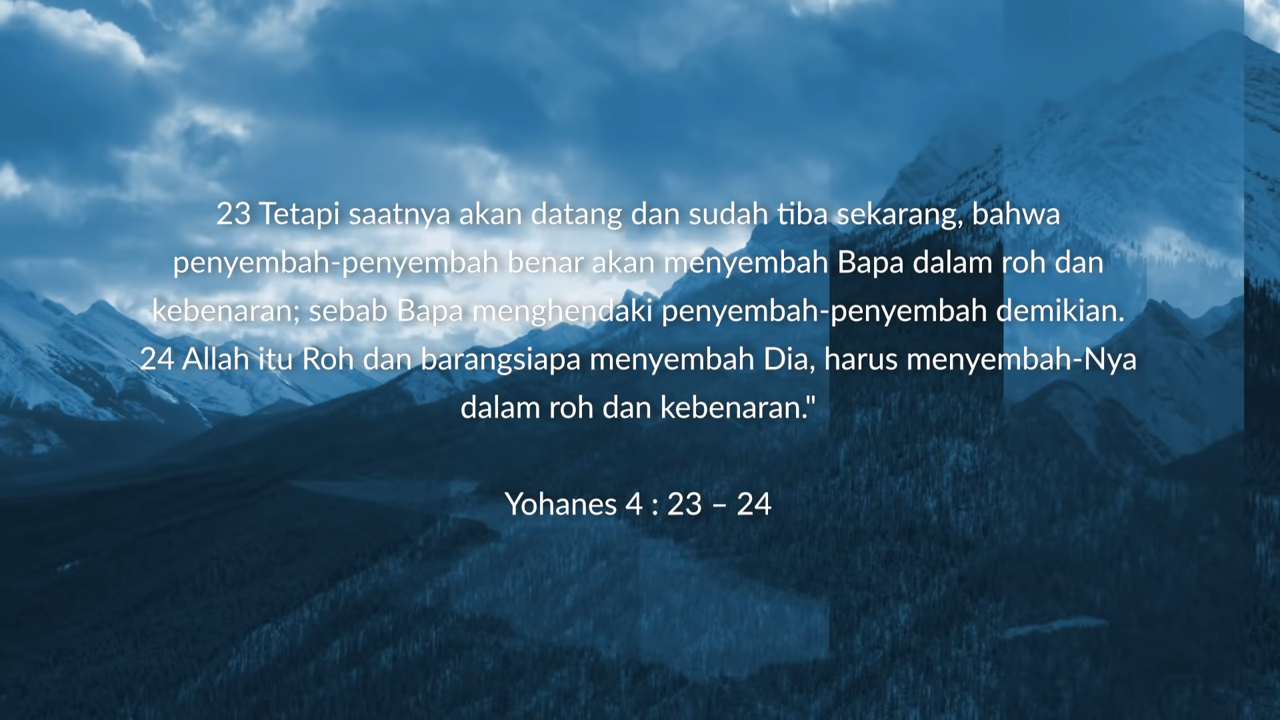 23 Tetapi saatnya akan datang dan sudah tiba sekarang, bahwa
penyembah-penyembah benar akan menyembah Bapa dalam roh dan
kebenaran; sebab Bapa menghendaki penyembah-penyembah demikian.
24 Allah itu Roh dan barangsiapa menyembah Dia, harus menyembah-Nya
dalam roh dan kebenaran."
Yohanes 4 : 23 – 24